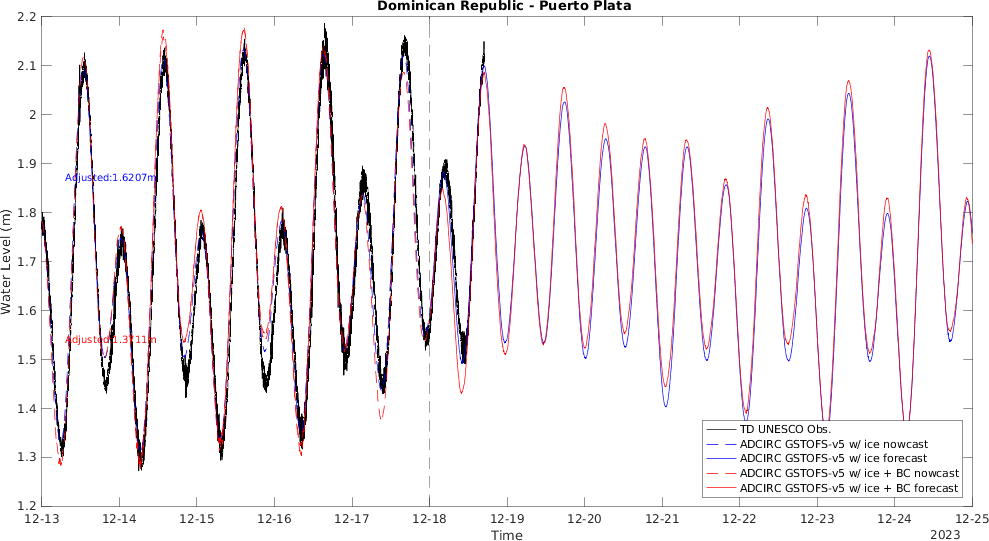 Dominican Republic - Puerto Plata
2.2
2.1
2
1.9
1.8
1.7
1.6
1.5
1.4
1.3
1.2
Water Level (m)
Adjusted:1.6207m
Adjusted:1.3711m
TD UNESCO Obs.
ADCIRC GSTOFS-v5 w/ ice nowcast
ADCIRC GSTOFS-v5 w/ ice forecast
ADCIRC GSTOFS-v5 w/ ice + BC nowcast
ADCIRC GSTOFS-v5 w/ ice + BC forecast
12-13 12-14 12-15 12-16 12-17 12-18 12-19 12-20 12-21 12-22 12-23 12-24 12-25
Time
2023